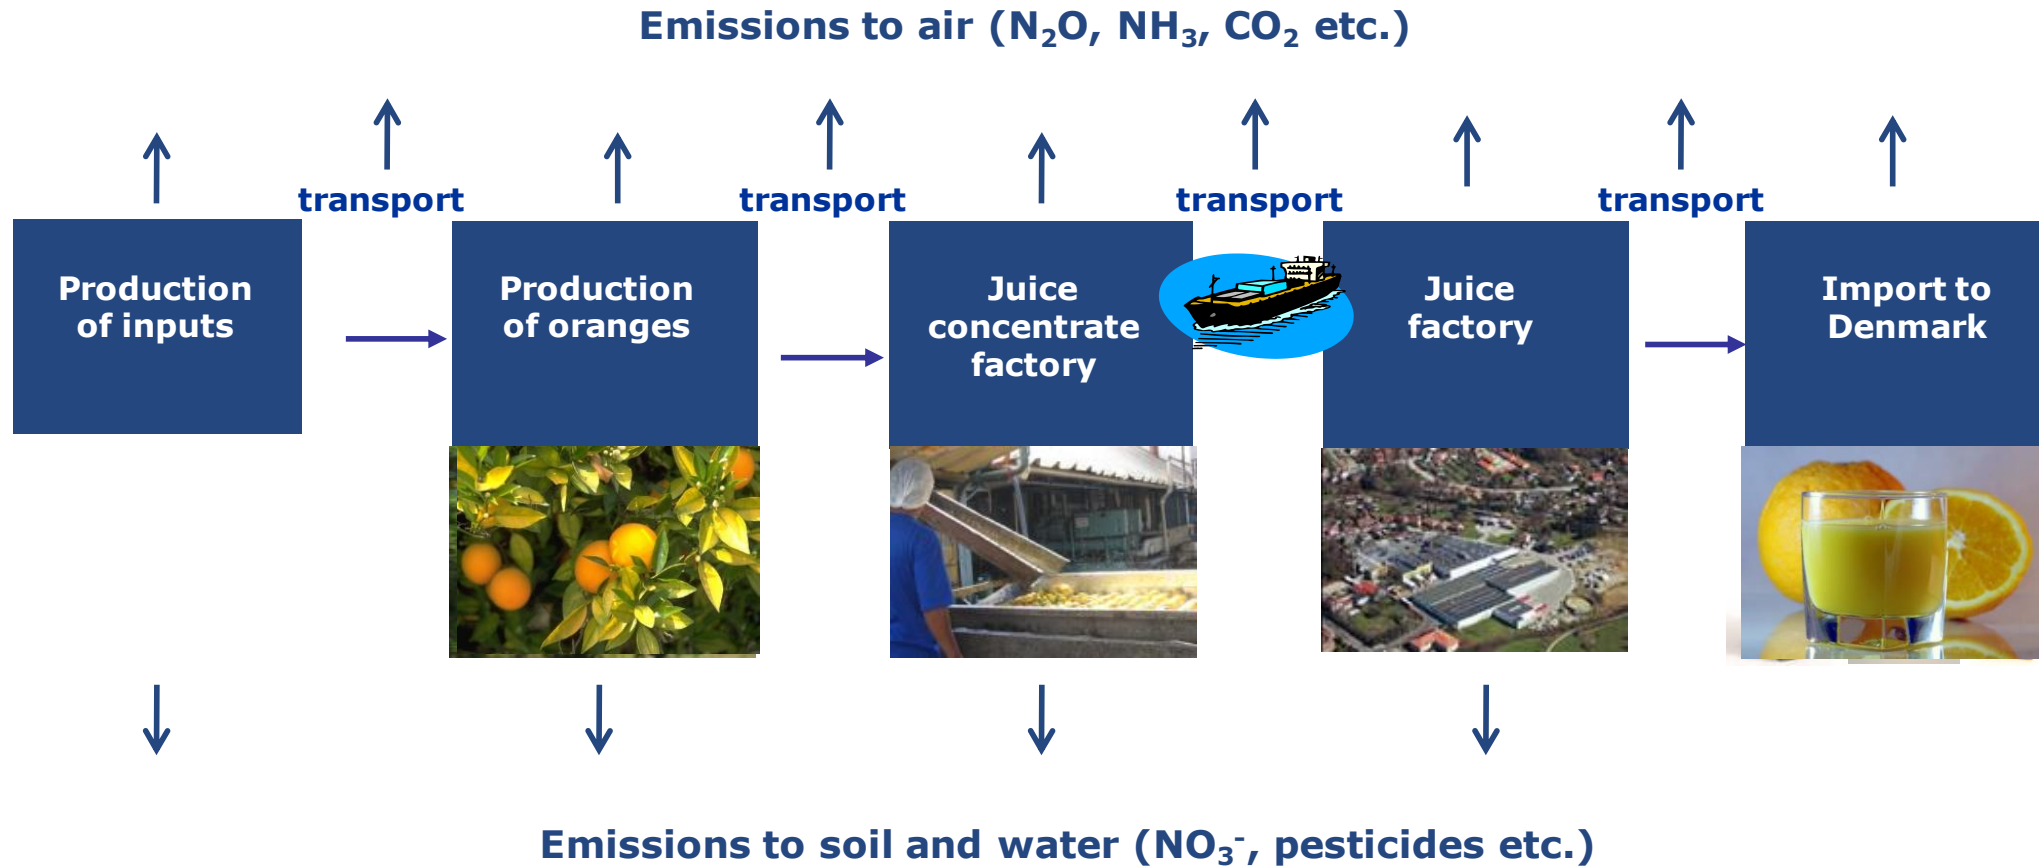 Emissions to air (N₂O, NH₃, CO₂ etc.)
transport
transport
transport
transport
Production
of inputs
Production
of oranges
Juice
concentrate
factory
Juice
factory
Import to
Denmark
Emissions to soil and water (NO₃⁻, pesticides etc.)